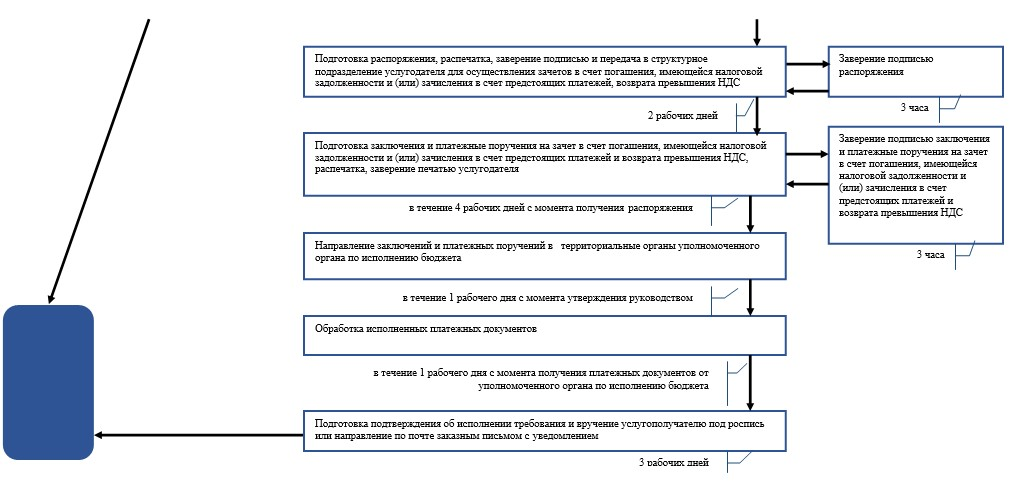 Подготовка распоряжения, распечатка, заверение подписью и передача в структурное
подразделение услугодателя для осуществления зачетов в счет погашения, имеющейся налоговой
задолженности и (или) зачисления в счет предстоящих платежей, возврата превышения НДС
Заверение подписью
распоряжения
3 часа
2 рабочих дней
Подготовка заключения и платежные поручения на зачет в счет погашения, имеющейся налоговой
задолженности и (или) зачисления в счет предстоящих платежей и возврата превышения НДС,
распечатка, заверение печатью услугодателя
Заверение подписью заключения
и платежные поручения на зачет
в счет погашения, имеющейся
налоговой задолженности и
(или) зачисления в счет
предстоящих платежей и
возврата превышения НДС
в течение 4 рабочих дней с момента получения распоряжения
3 часа
Направление заключений и платежных поручений в территориальные органы уполномоченного
органа по исполнению бюджета
в течение 1 рабочего дня с момента утверждения руководством
Обработка исполненных платежных документов
в течение 1 рабочего дня с момента получения платежных документов от
уполномоченного органа по исполнению бюджета
Подготовка подтверждения об исполнении требования и вручение услугополучателю под роспись
или направление по почте заказным письмом с уведомлением
3 рабочих дней